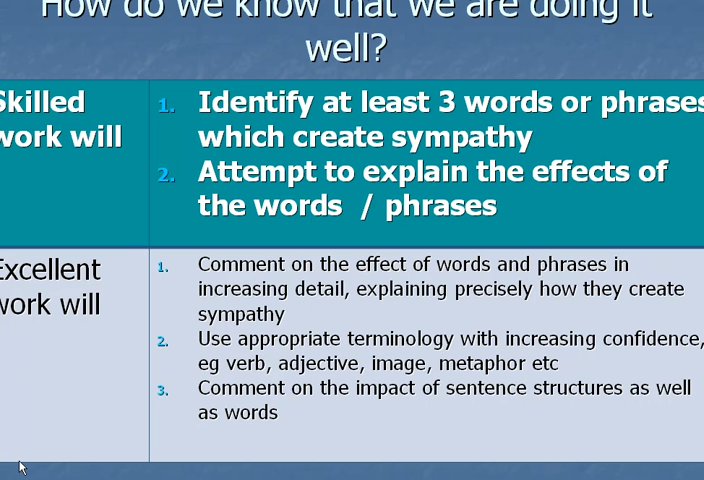 How do we know that we are doing it
well?
Skilled
work will
1. Identify at least 3 words or phrases
which create sympathy
2. Attempt to explain the effects of
the words / phrases
Excellent
work will
1. Comment on the effect of words and phrases in
increasing detail, explaining precisely how they create
sympathy
2. Use appropriate terminology with increasing confidence,
eg verb, adjective, image, metaphor etc
3. Comment on the impact of sentence structures as well
as words